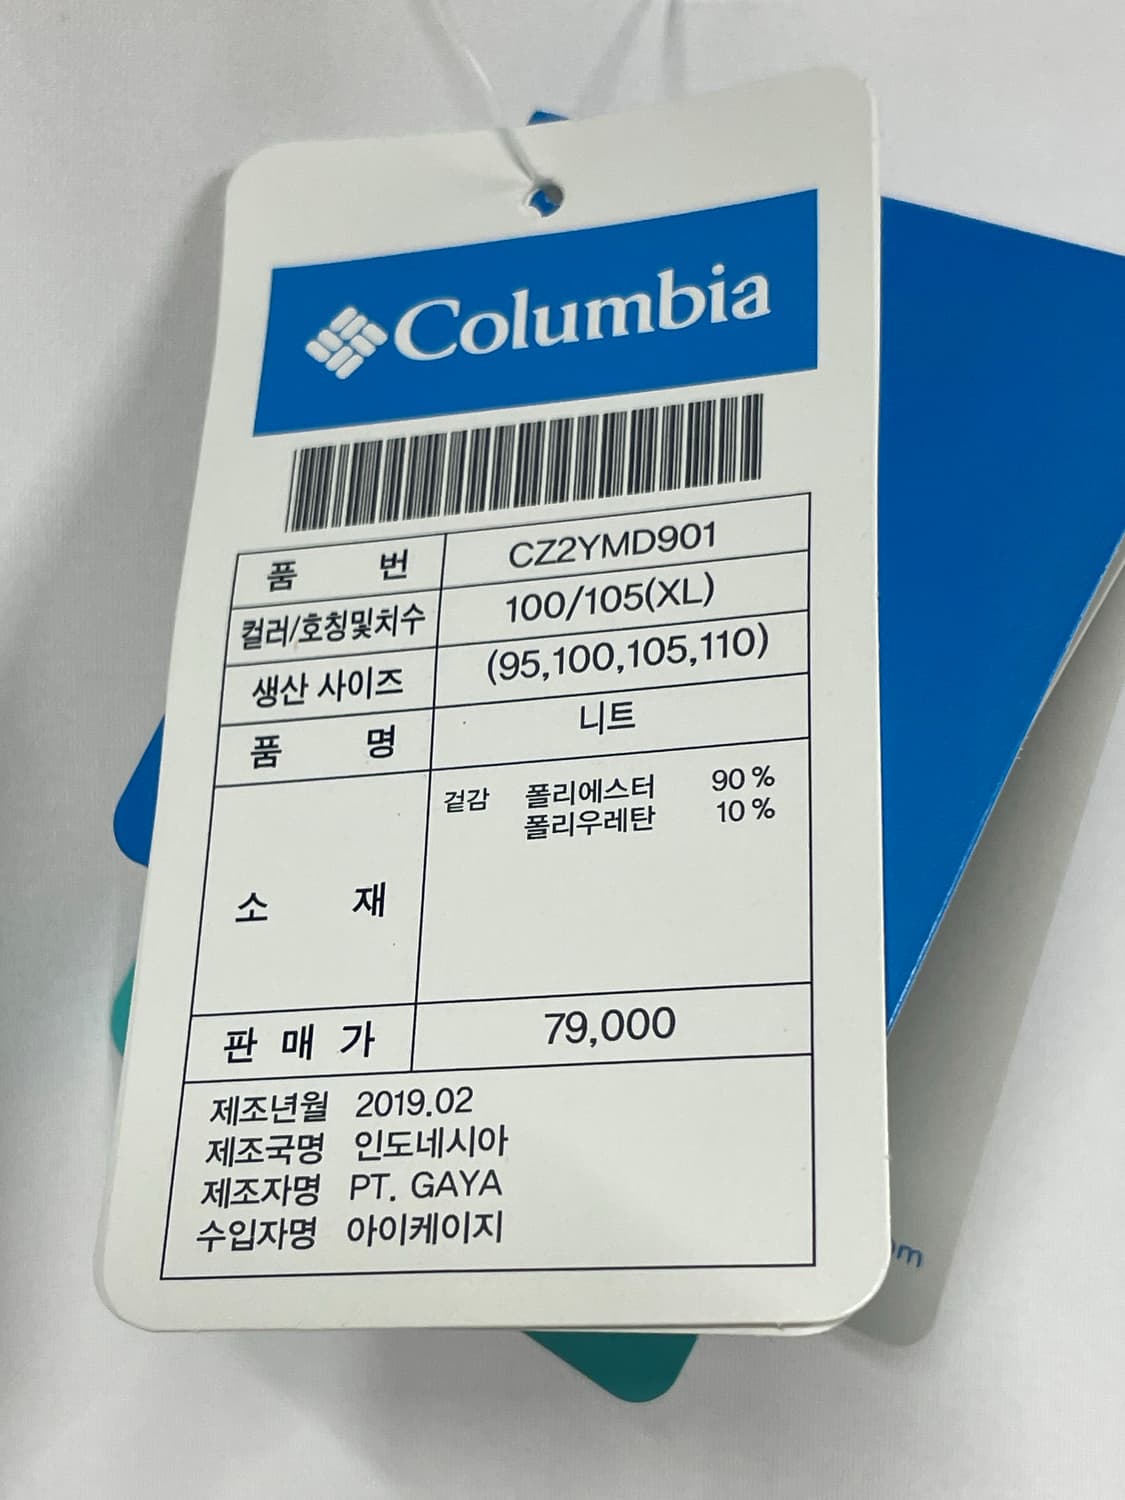 Columbia
품 번 CZ2YMD901
컬러/호칭및치수 100/105(XL)
생산 사이즈 (95,100,105,110)
품 명 니트
소 재 겉감 폴리에스터 90 %
폴리우레탄 10 %
판 매 가 79,000
제조년월 2019.02
제조국명 인도네시아
제조자명 PT. GAYA
수입자명 아이케이지